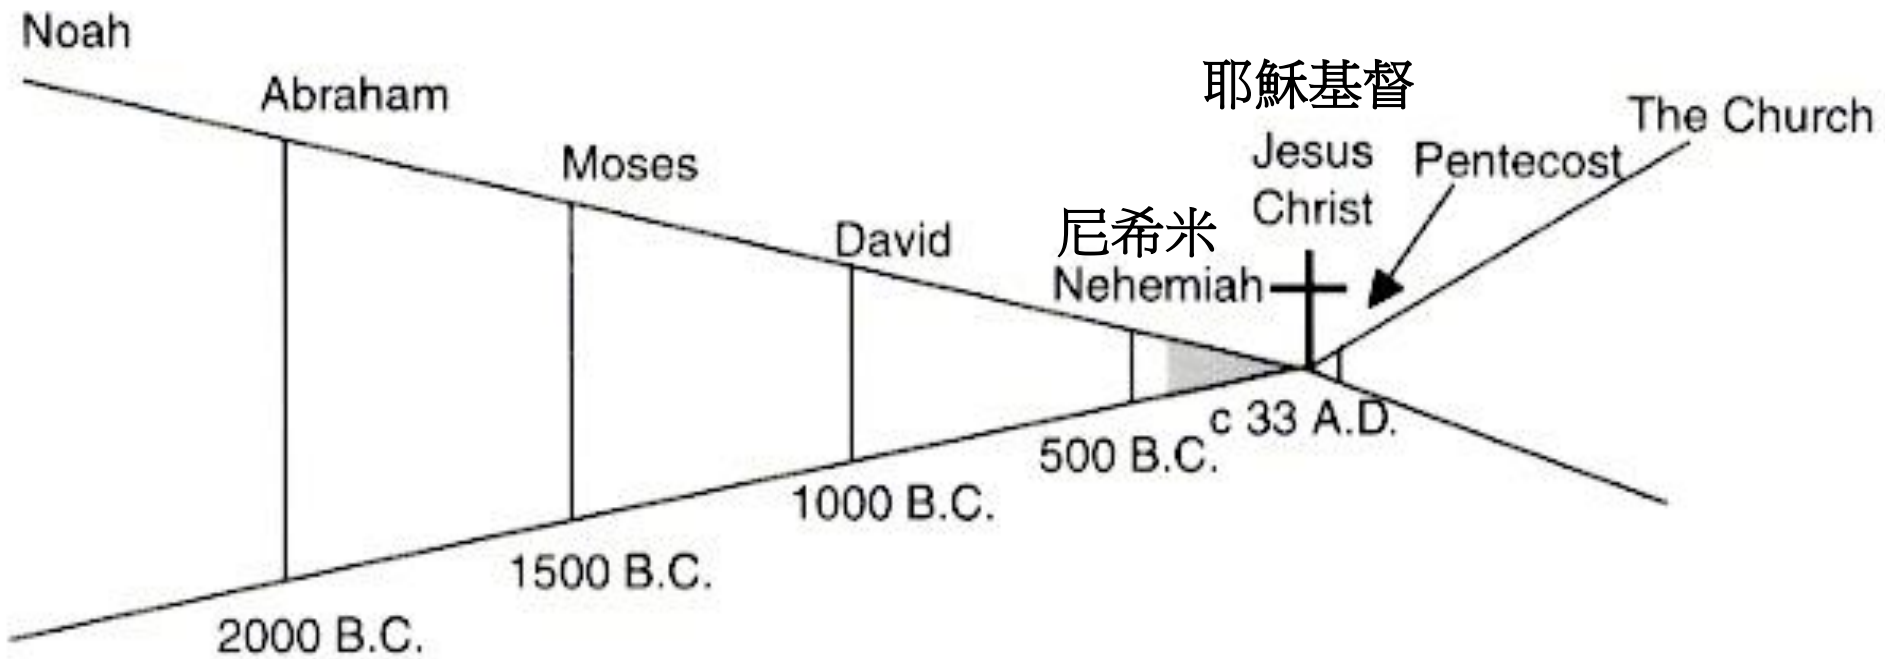 Noah
Abraham
Moses
David
尼希米
Nehemiah
耶穌基督
Jesus
Christ
Pentecost
The Church
2000 B.C.
1500 B.C.
1000 B.C.
500 B.C.
c 33 A.D.